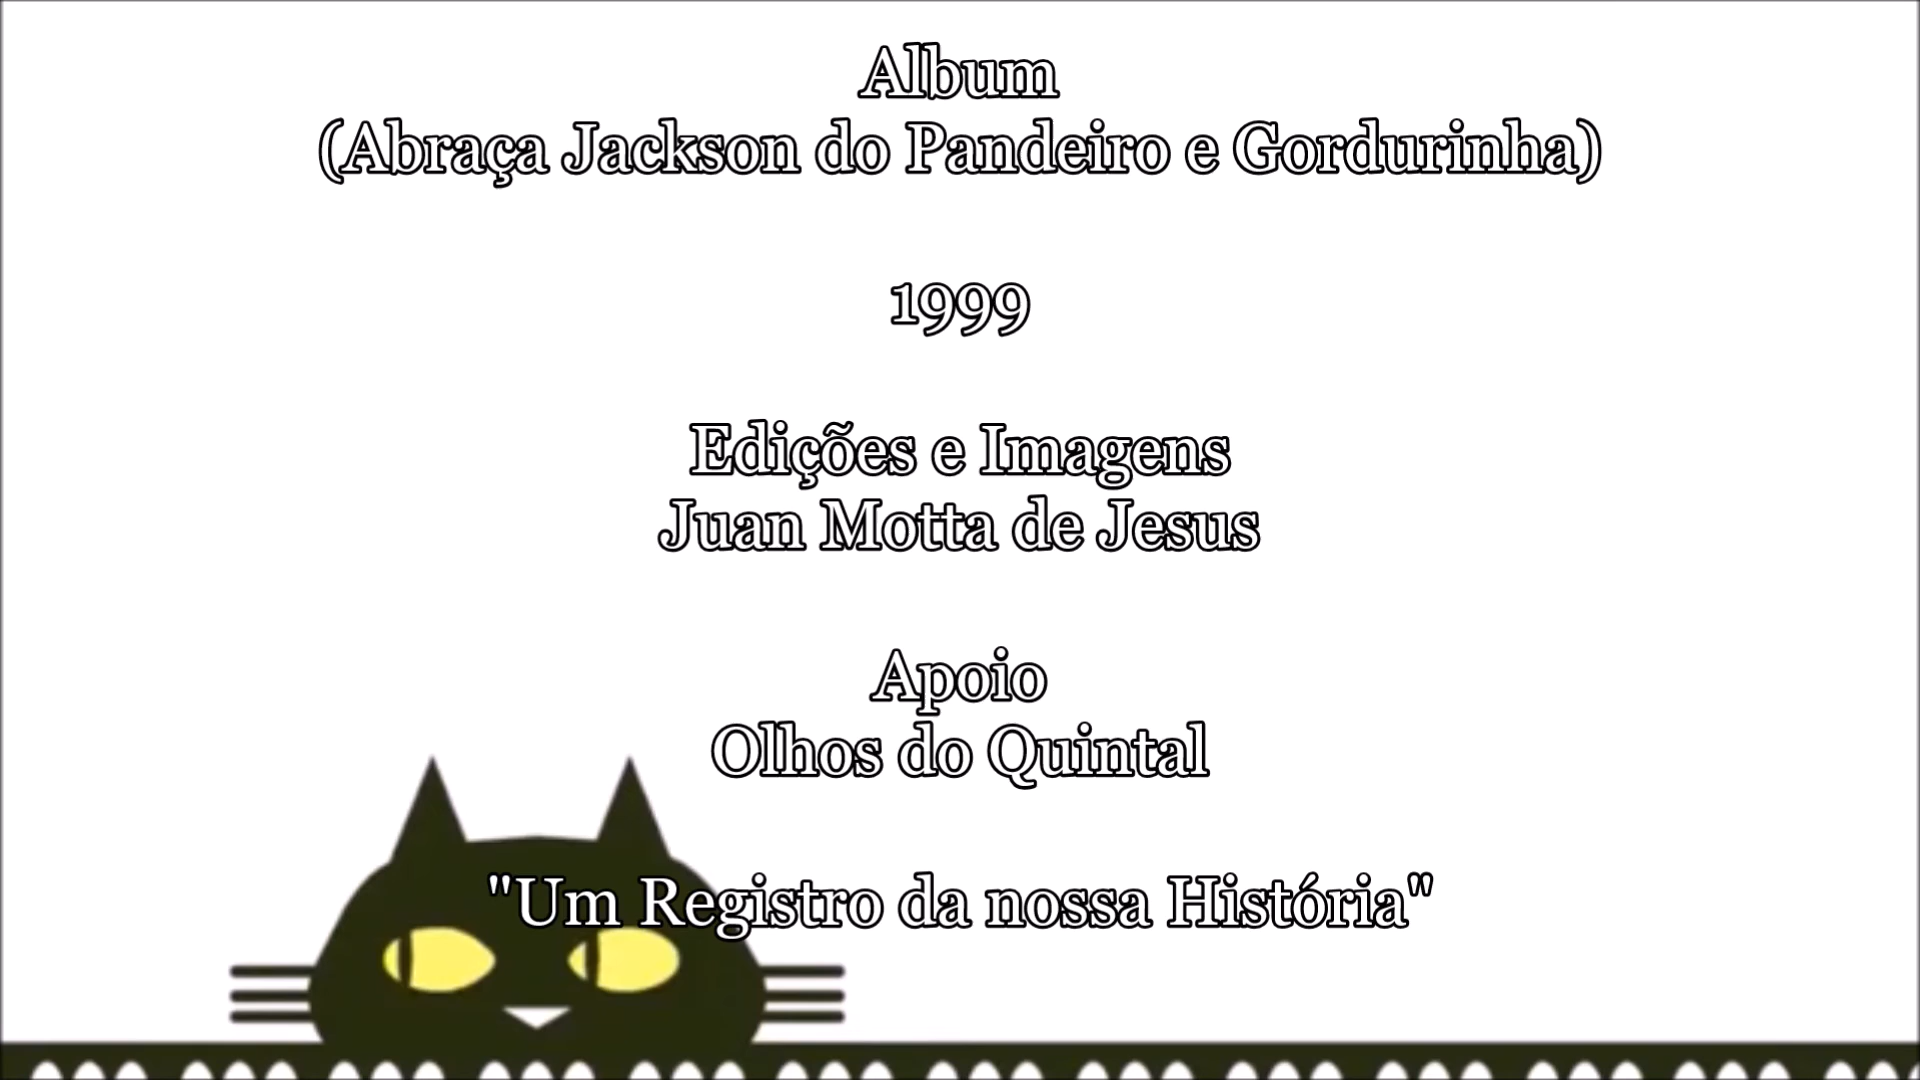 Album
(Abraça Jackson do Pandeiro e Gordurinha)
1999
Edições e Imagens
Juan Motta de Jesus
Apoio
Olhos do Quintal
"Um Registro da nossa História"